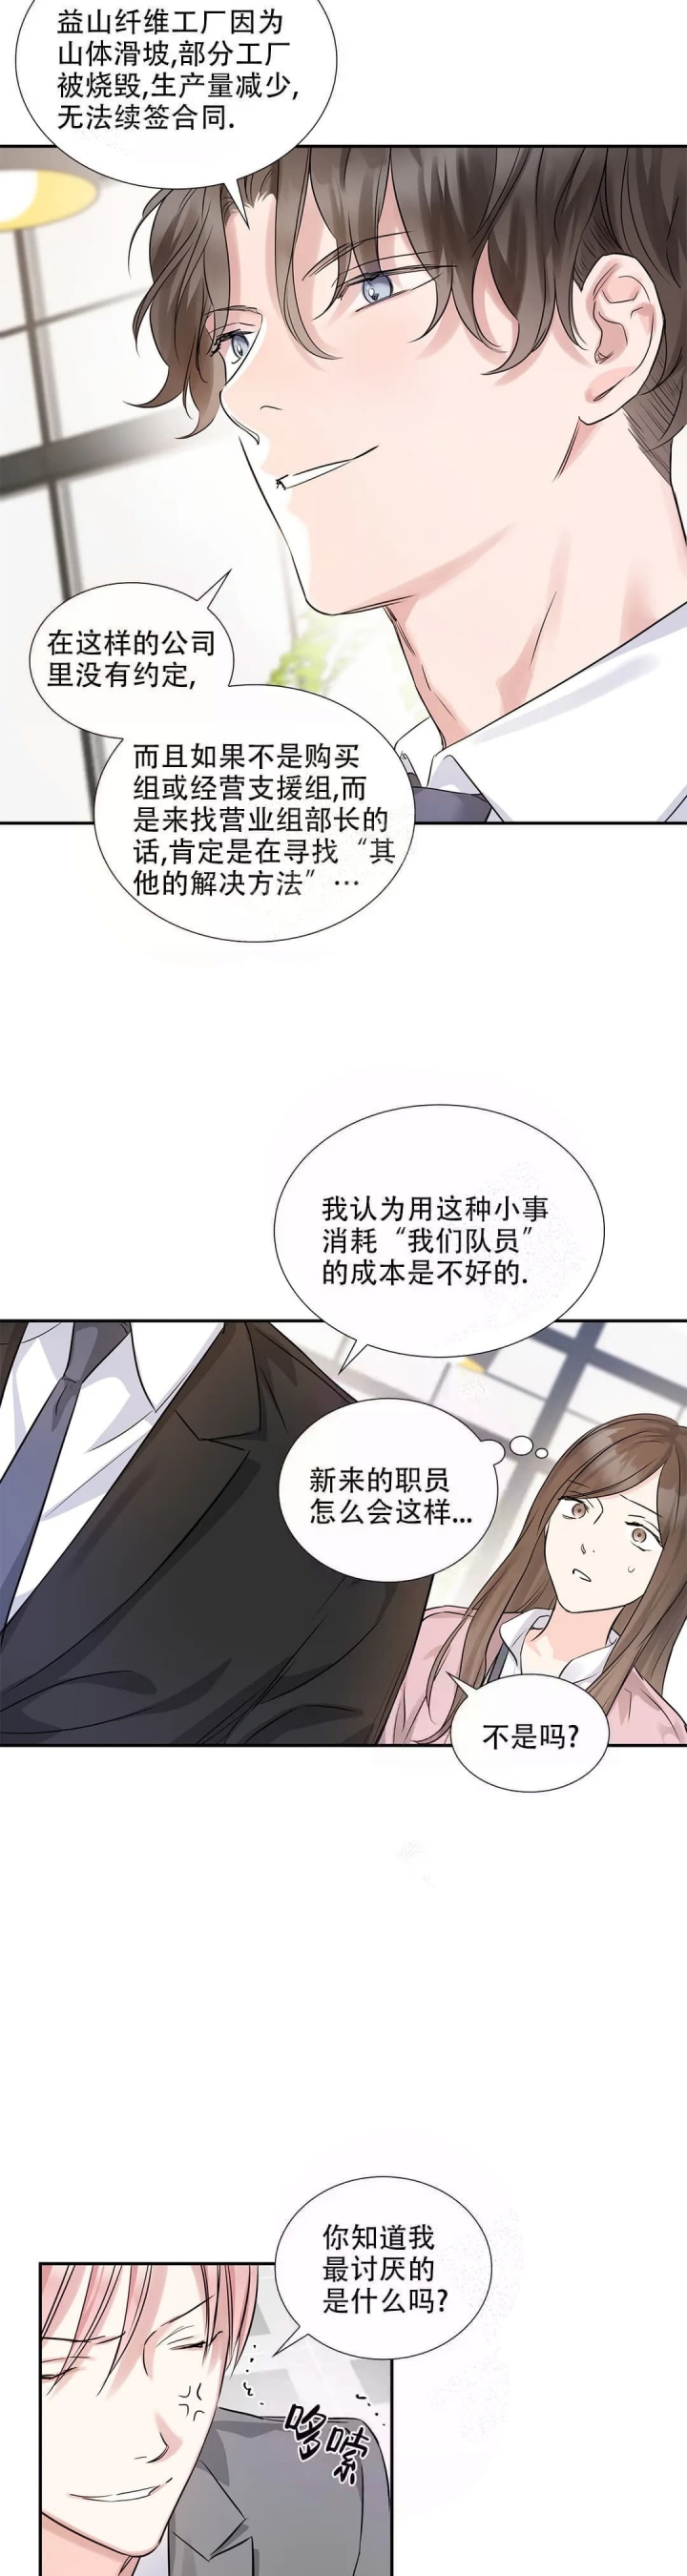 益山纤维工厂因为
山体滑坡,部分工厂
被烧毁,生产量减少,
无法续签合同.
在这样的公司
里没有约定,
而且如果不是购买
组或经营支援组,而
是来找营业组部长的
话,肯定是在寻找“其
他的解决方法”…
我认为用这种小事
消耗“我们队员”
的成本是不好的.
新来的职员
怎么会这样...
不是吗?
你知道我
最讨厌的
是什么吗?
哆嗦